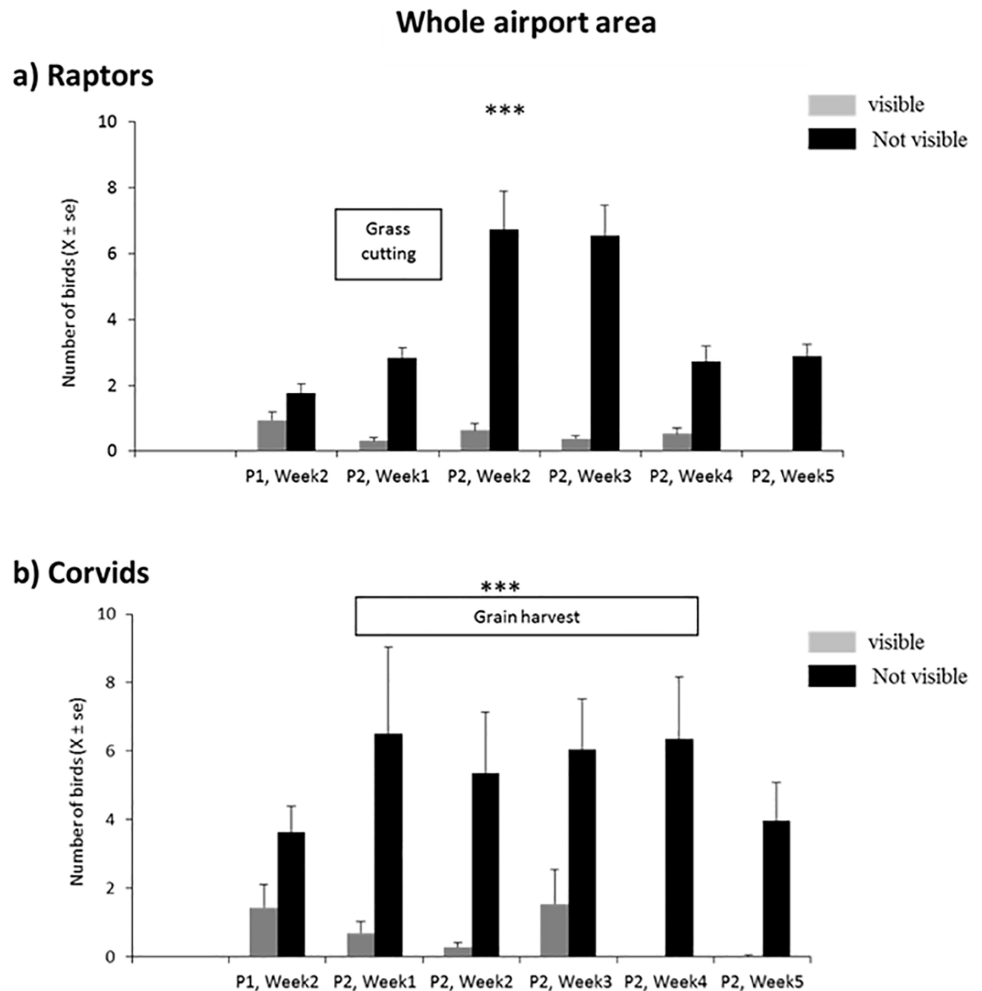 Whole airport area
a) Raptors
***
visible
Not visible
Number of birds (X ± se)
10
8
6
4
2
0
Grass
cutting
P1, Week2 P2, Week1 P2, Week2 P2, Week3 P2, Week4 P2, Week5
b) Corvids
***
Grain harvest
visible
Not visible
Number of birds (X ± se)
10
8
6
4
2
0
P1, Week2 P2, Week1 P2, Week2 P2, Week3 P2, Week4 P2, Week5